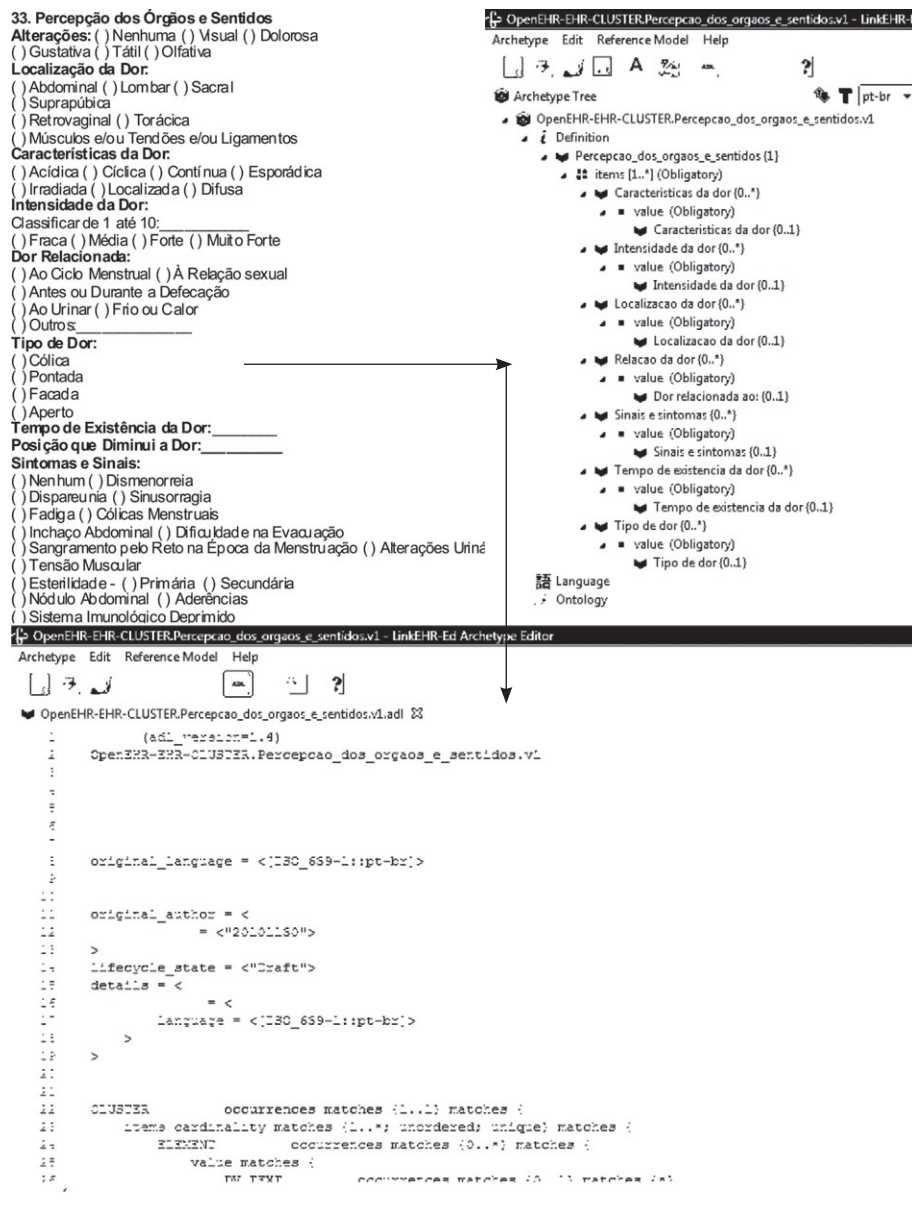 33. Percepção dos Órgãos e Sentidos
Alterações: ( ) Nenhuma ( ) Visual ( ) Dolorosa
( ) Gustativa ( ) Tátil ( ) Olfativa
Localização da Dor:
( ) Abdominal ( ) Lombar ( ) Sacral
( ) Suprapúbica
( ) Retrovaginal ( ) Torácica
( ) Músculos e/ou Tendões e/ou Ligamentos
Características da Dor:
( ) Acídica ( ) Cíclica ( ) Contínua ( ) Esporádica
( ) Irradiada ( ) Localizada ( ) Difusa
Intensidade da Dor:
Classificar de 1 até 10:___________
( ) Fraca ( ) Média ( ) Forte ( ) Muito Forte
Dor Relacionada:
( ) Ao Ciclo Menstrual ( ) À Relação sexual
( ) Antes ou Durante a Defecação
( ) Ao Urinar ( ) Frio ou Calor
( ) Outros:______________
Tipo de Dor:
( ) Cólica
( ) Pontada
( ) Facada
( ) Aperto
Tempo de Existência da Dor:________
Posição que Diminui a Dor:__________
Sintomas e Sinais:
( ) Nenhum ( ) Dismenorreia
( ) Dispareunia ( ) Sinusorragia
( ) Fadiga ( ) Cólicas Menstruais
( ) Inchaço Abdominal ( ) Dificuldade na Evacuação
( ) Sangramento pelo Reto na Época da Menstruação ( ) Alterações Uriná
( ) Tensão Muscular
( ) Esterilidade - ( ) Primária ( ) Secundária
( ) Nódulo Abdominal ( ) Aderências
( ) Sistema Imunológico Deprimido
OpenEHR-EHR-CLUSTER.Percepcao_dos_orgaos_e_sentidos.v1 - LinkEHR-
Archetype Edit Reference Model Help
Archetype Tree pt-br
OpenEHR-EHR-CLUSTER.Percepcao_dos_orgaos_e_sentidos.v1
Definition
Percepcao_dos_orgaos_e_sentidos {1}
items [1..*] (Obligatory)
Caracteristicas da dor {0..*}
value (Obligatory)
Caracteristicas da dor {0..1}
Intensidade da dor {0..*}
value (Obligatory)
Intensidade da dor {0..1}
Localizacao da dor {0..*}
value (Obligatory)
Localizacao da dor {0..1}
Relacao da dor {0..*}
value (Obligatory)
Dor relacionada ao: {0..1}
Sinais e sintomas {0..*}
value (Obligatory)
Sinais e sintomas {0..1}
Tempo de existencia da dor {0..*}
value (Obligatory)
Tempo de existencia da dor {0..1}
Tipo de dor {0..*}
value (Obligatory)
Tipo de dor {0..1}
語 Language
Ontology
OpenEHR-EHR-CLUSTER.Percepcao_dos_orgaos_e_sentidos.v1 - LinkEHR-Ed Archetype Editor
Archetype Edit Reference Model Help
OpenEHR-EHR-CLUSTER.Percepcao_dos_orgaos_e_sentidos.v1.adl
(adl_version=1.4)
OpenEHR-EHR-CLUSTER.Percepcao_dos_orgaos_e_sentidos.v1
original_language = <[ISO_639-1::pt-br]>
original_author = <
= <"20101160">
>
lifecycle_state = <"Draft">
details = <
= <
language = <[ISO_639-1::pt-br]>
>
>
CLUSTER occurrences matches {1..1} matches {
items cardinality matches {1..*; unordered; unique} matches {
ELEMENT occurrences matches {0..*} matches {
value matches {
DV_TEXT occurrences matches {0..1} matches {*}